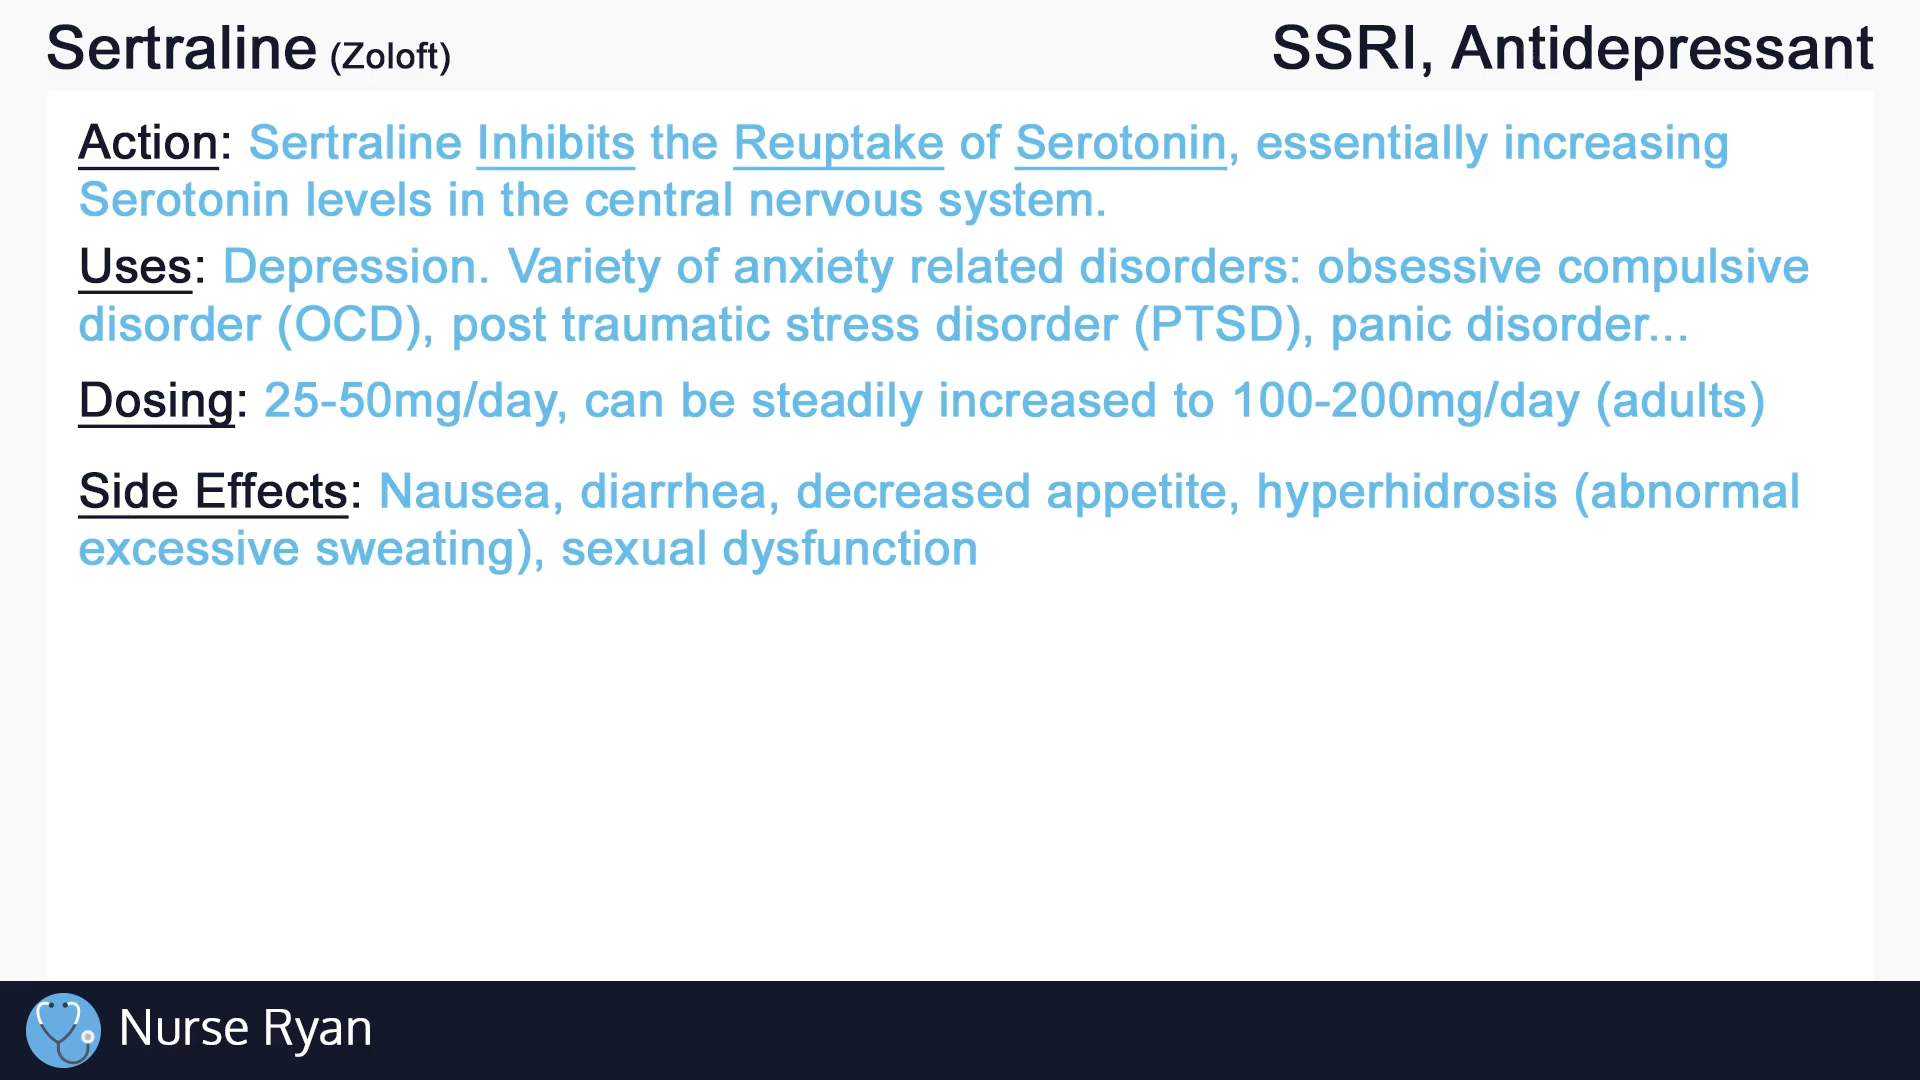 Sertraline (Zoloft)
SSRI, Antidepressant
Action: Sertraline Inhibits the Reuptake of Serotonin, essentially increasing
Serotonin levels in the central nervous system.
Uses: Depression. Variety of anxiety related disorders: obsessive compulsive
disorder (OCD), post traumatic stress disorder (PTSD), panic disorder...
Dosing: 25-50mg/day, can be steadily increased to 100-200mg/day (adults)
Side Effects: Nausea, diarrhea, decreased appetite, hyperhidrosis (abnormal
excessive sweating), sexual dysfunction
Nurse Ryan